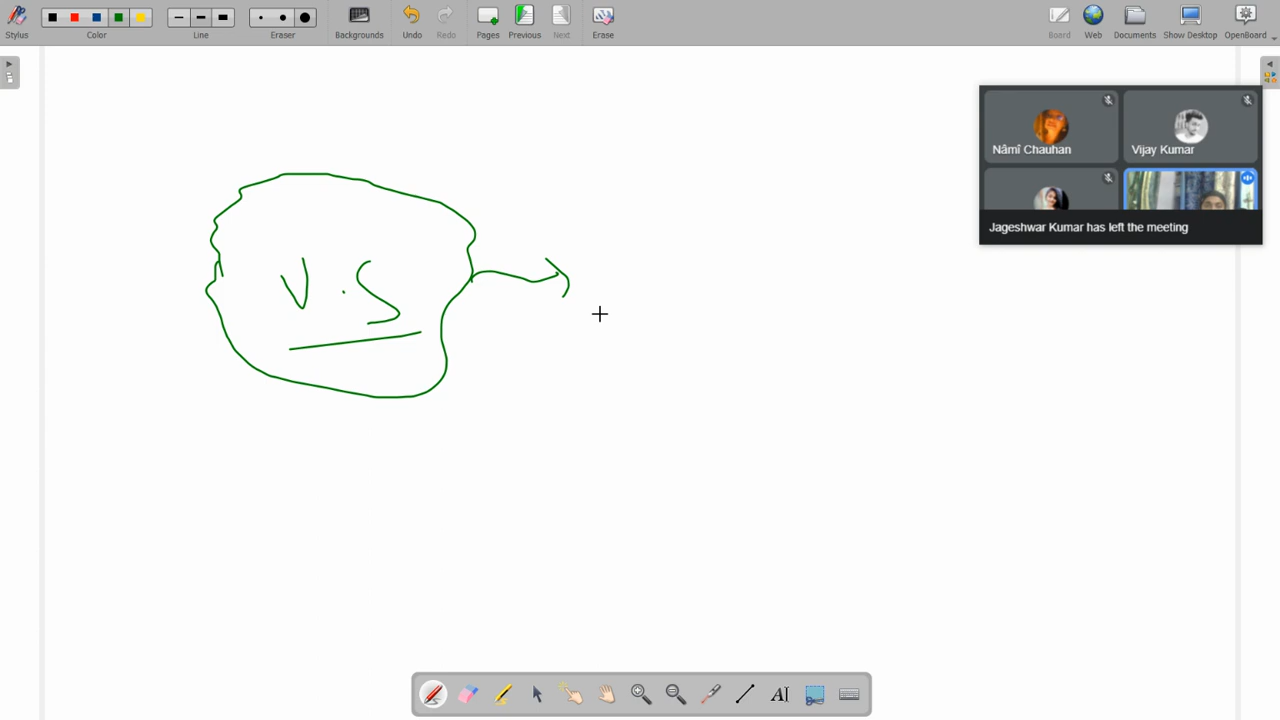 Stylus Color Line Eraser Backgrounds Undo Redo Pages Previous Next Erase Board Web Documents Show Desktop OpenBoard
Nâmî Chauhan Vijay Kumar
Jageshwar Kumar has left the meeting
V.S
AI